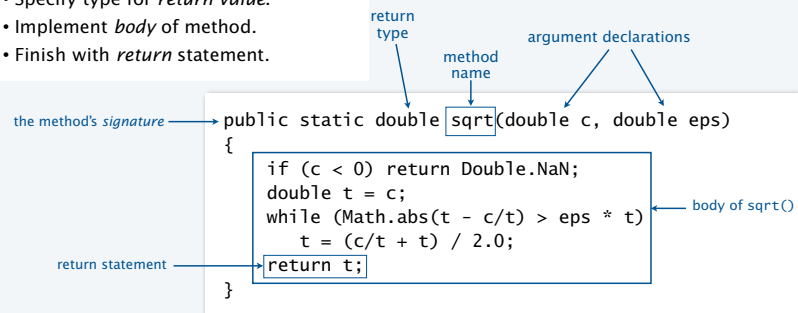 • Specify type for return value.
• Implement body of method.
• Finish with return statement.
return
type
method
name
argument declarations
the method's signature
public static double sqrt(double c, double eps)
{
if (c < 0) return Double.NaN;
double t = c;
while (Math.abs(t - c/t) > eps * t)
t = (c/t + t) / 2.0;
return t;
}
body of sqrt()
return statement